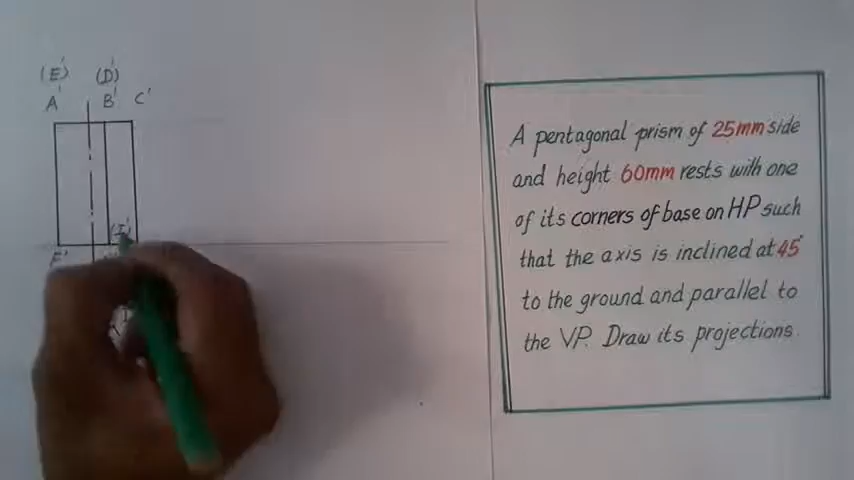 (E') (D')
A' B' C'
(I')
F'
A pentagonal prism of 25mm side
and height 60mm rests with one
of its corners of base on HP such
that the axis is inclined at 45°
to the ground and parallel to
the VP. Draw its projections.